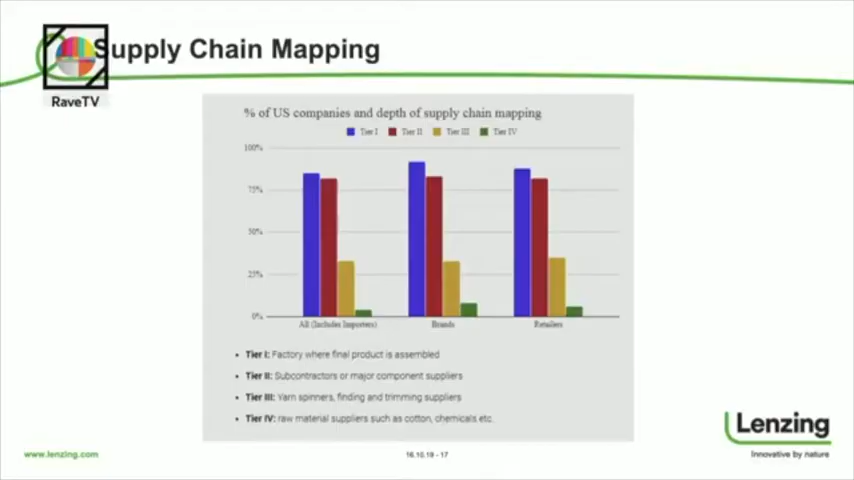 Supply Chain Mapping
RaveTV
% of US companies and depth of supply chain mapping
Tier I Tier II Tier III Tier IV
100%
75%
50%
25%
0%
All (Includes Importers) Brands Retailers
• Tier I: Factory where final product is assembled
• Tier II: Subcontractors or major component suppliers
• Tier III: Yarn spinners, finding and trimming suppliers
• Tier IV: raw material suppliers such as cotton, chemicals etc.
Lenzing
Innovative by nature
www.lenzing.com
16.10.19 - 17